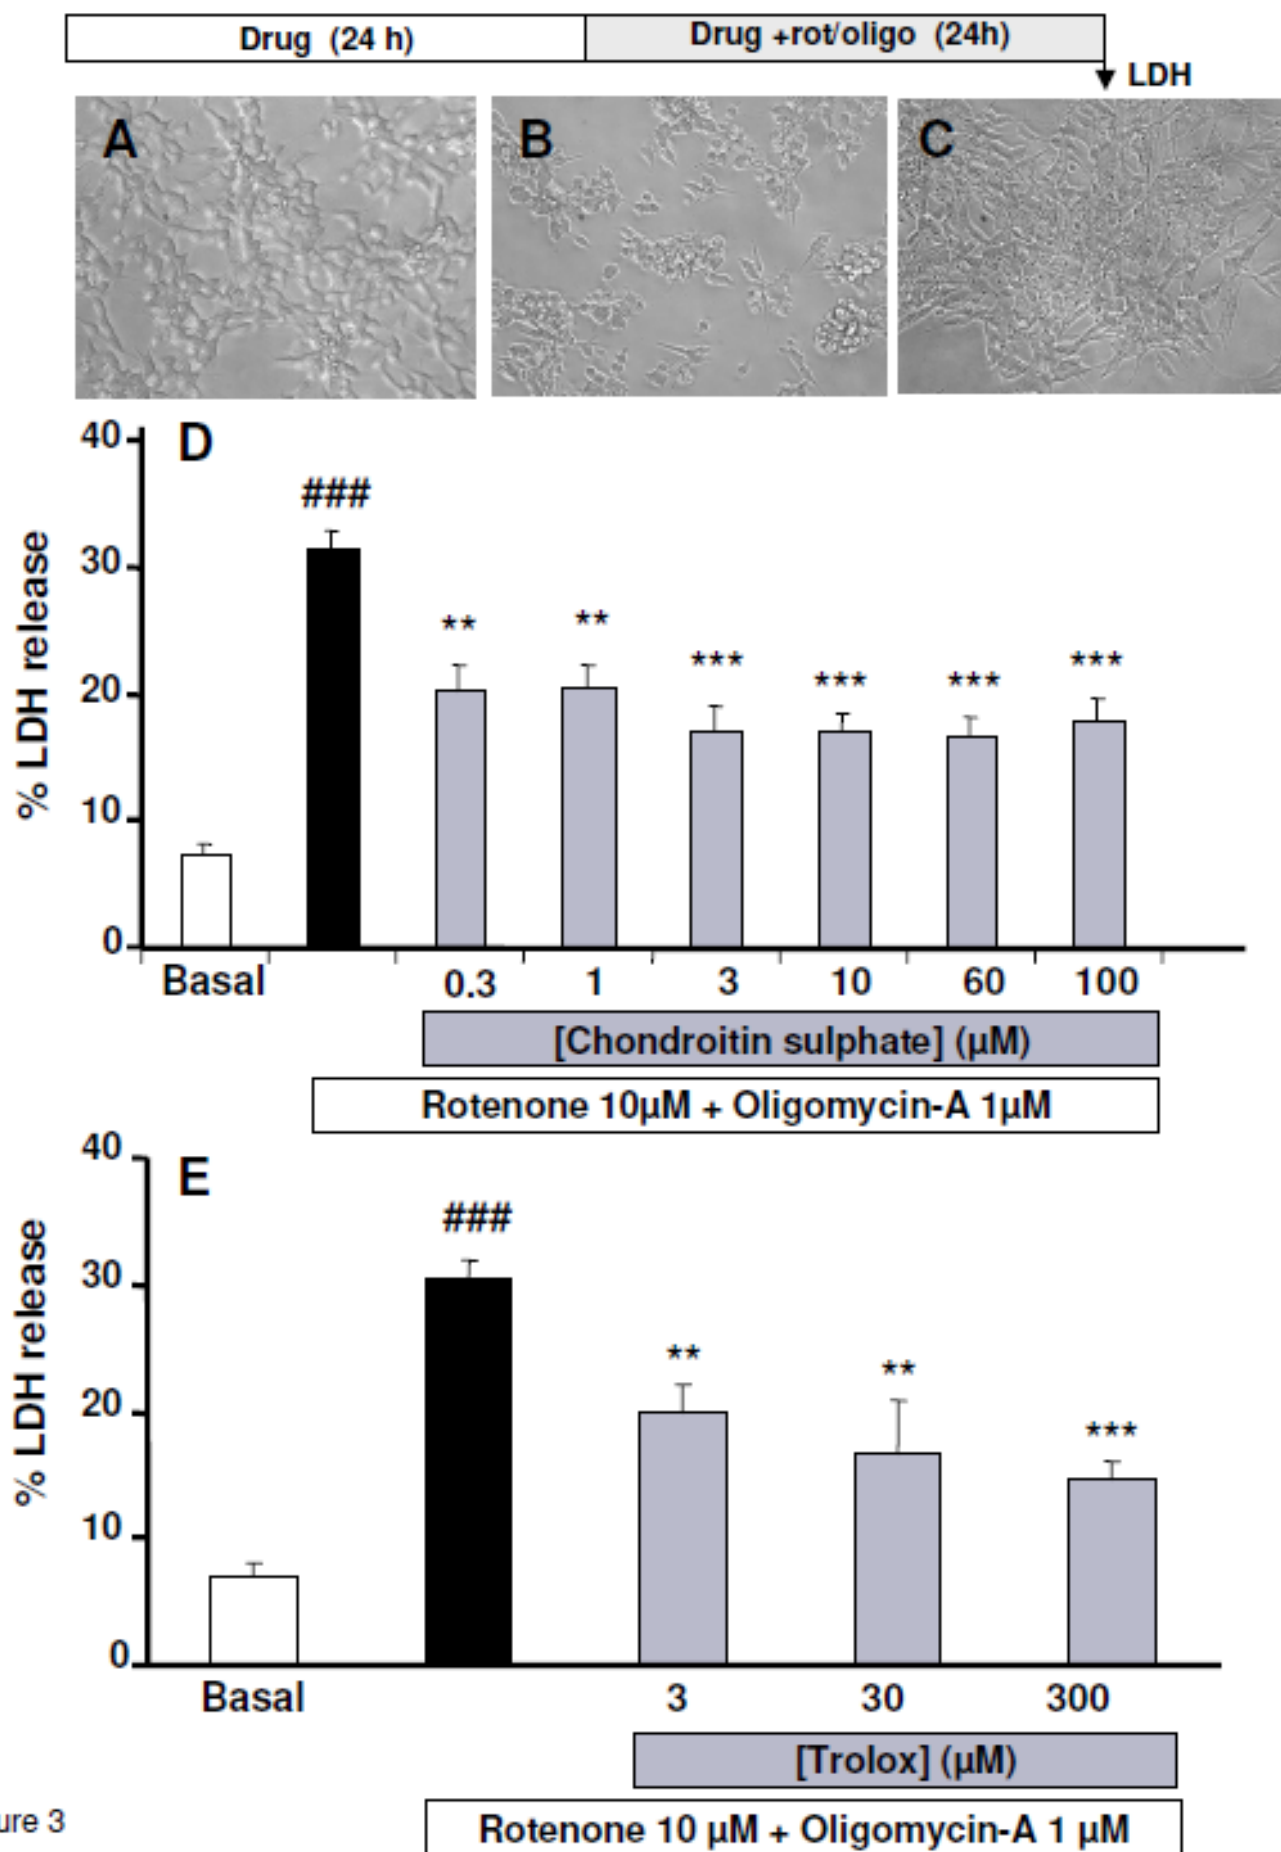 Drug (24 h)
Drug +rot/oligo (24h)
LDH
A
B
C
D
40
30
20
10
0
% LDH release
###
**
**
***
***
***
***
Basal
0.3
1
3
10
60
100
[Chondroitin sulphate] (µM)
Rotenone 10µM + Oligomycin-A 1µM
E
40
30
20
10
0
% LDH release
###
**
**
***
Basal
3
30
300
[Trolox] (µM)
Rotenone 10 µM + Oligomycin-A 1 µM
ure 3